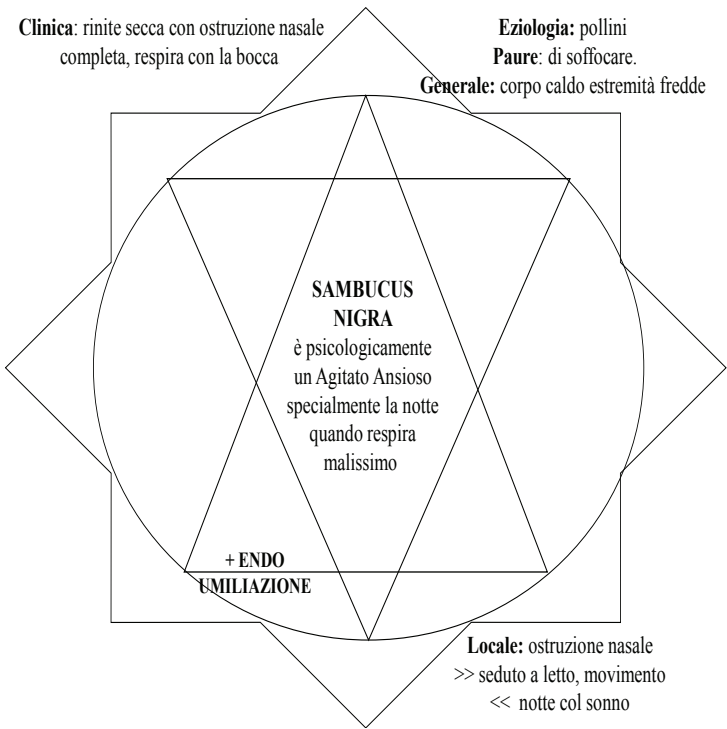 Clinica: rinite secca con ostruzione nasale
completa, respira con la bocca
Eziologia: pollini
Paure: di soffocare.
Generale: corpo caldo estremità fredde
SAMBUCUS
NIGRA
è psicologicamente
un Agitato Ansioso
specialmente la notte
quando respira
malissimo
+ ENDO
UMILIAZIONE
Locale: ostruzione nasale
>> seduto a letto, movimento
<< notte col sonno